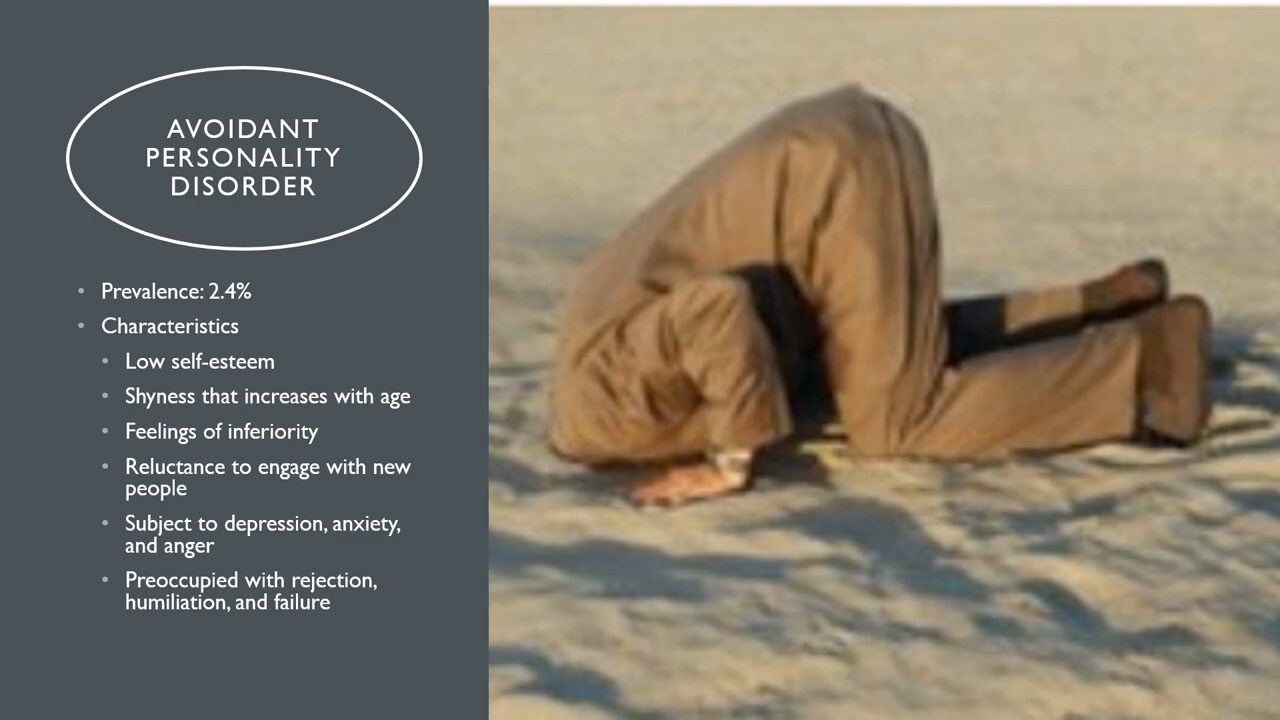 AVOIDANT
PERSONALITY
DISORDER
• Prevalence: 2.4%
• Characteristics
• Low self-esteem
• Shyness that increases with age
• Feelings of inferiority
• Reluctance to engage with new
people
• Subject to depression, anxiety,
and anger
• Preoccupied with rejection,
humiliation, and failure